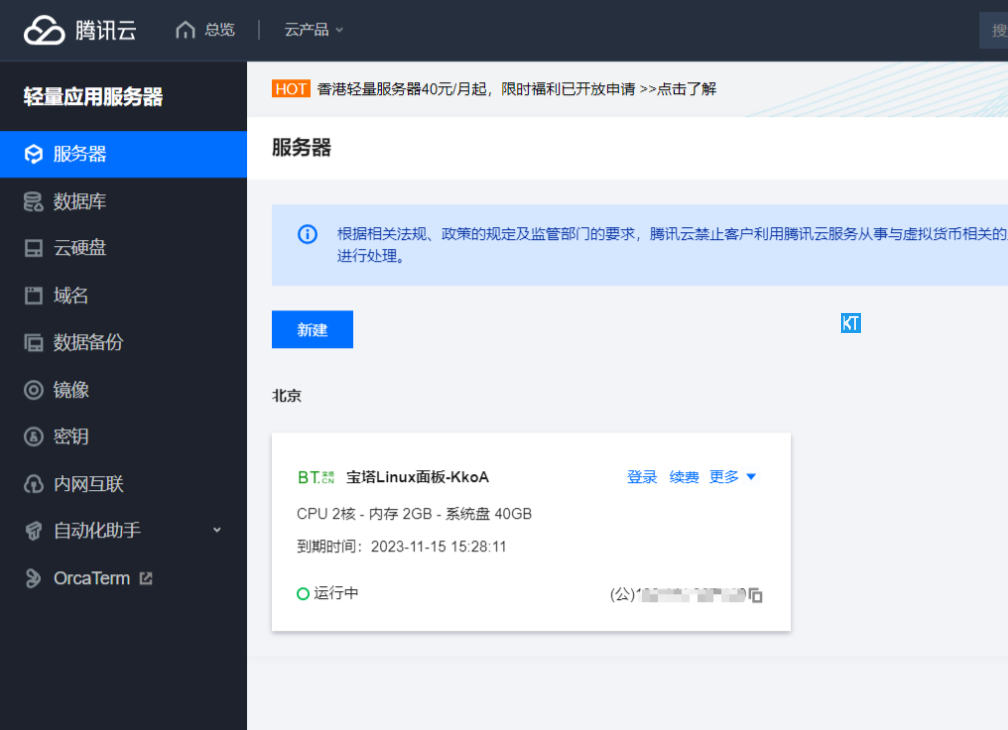 腾讯云
总览
云产品
搜
轻量应用服务器
HOT 香港轻量服务器40元/月起，限时福利已开放申请 >>点击了解
服务器
服务器
数据库
云硬盘
域名
数据备份
镜像
密钥
内网互联
自动化助手
OrcaTerm
根据相关法规、政策的规定及监管部门的要求，腾讯云禁止客户利用腾讯云服务从事与虚拟货币相关的
进行处理。
新建
KT
北京
BT.宝塔.CN 宝塔Linux面板-KkoA
登录 续费 更多
CPU 2核 - 内存 2GB - 系统盘 40GB
到期时间：2023-11-15 15:28:11
运行中
(公)